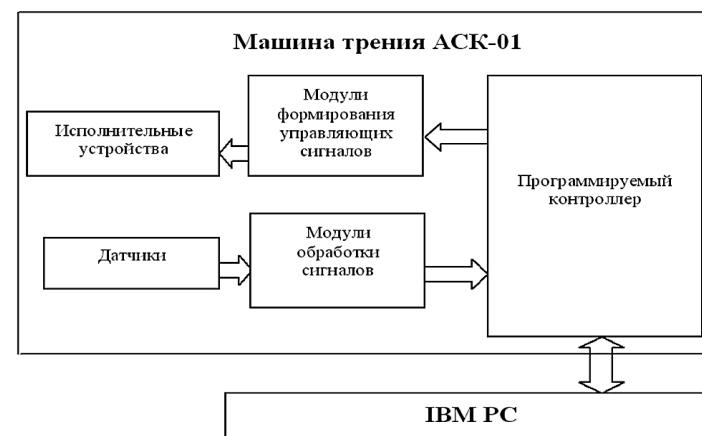 Машина трения АСК-01
Модули
формирования
управляющих
сигналов
Исполнительные
устройства
Программируемый
контроллер
Датчики
Модули
обработки
сигналов
IBM PC